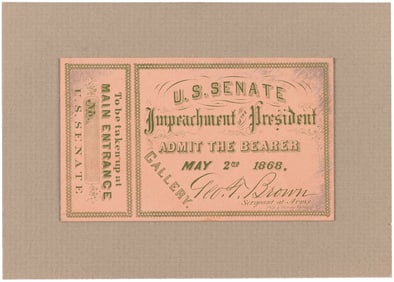 To be taken up at
MAIN ENTRANCE
No.
U.S. SENATE
U.S. SENATE
Impeachment of the President
ADMIT THE BEARER
MAY 2ND 1868.
GALLERY.
Geo. T. Brown
Sergeant at Arms